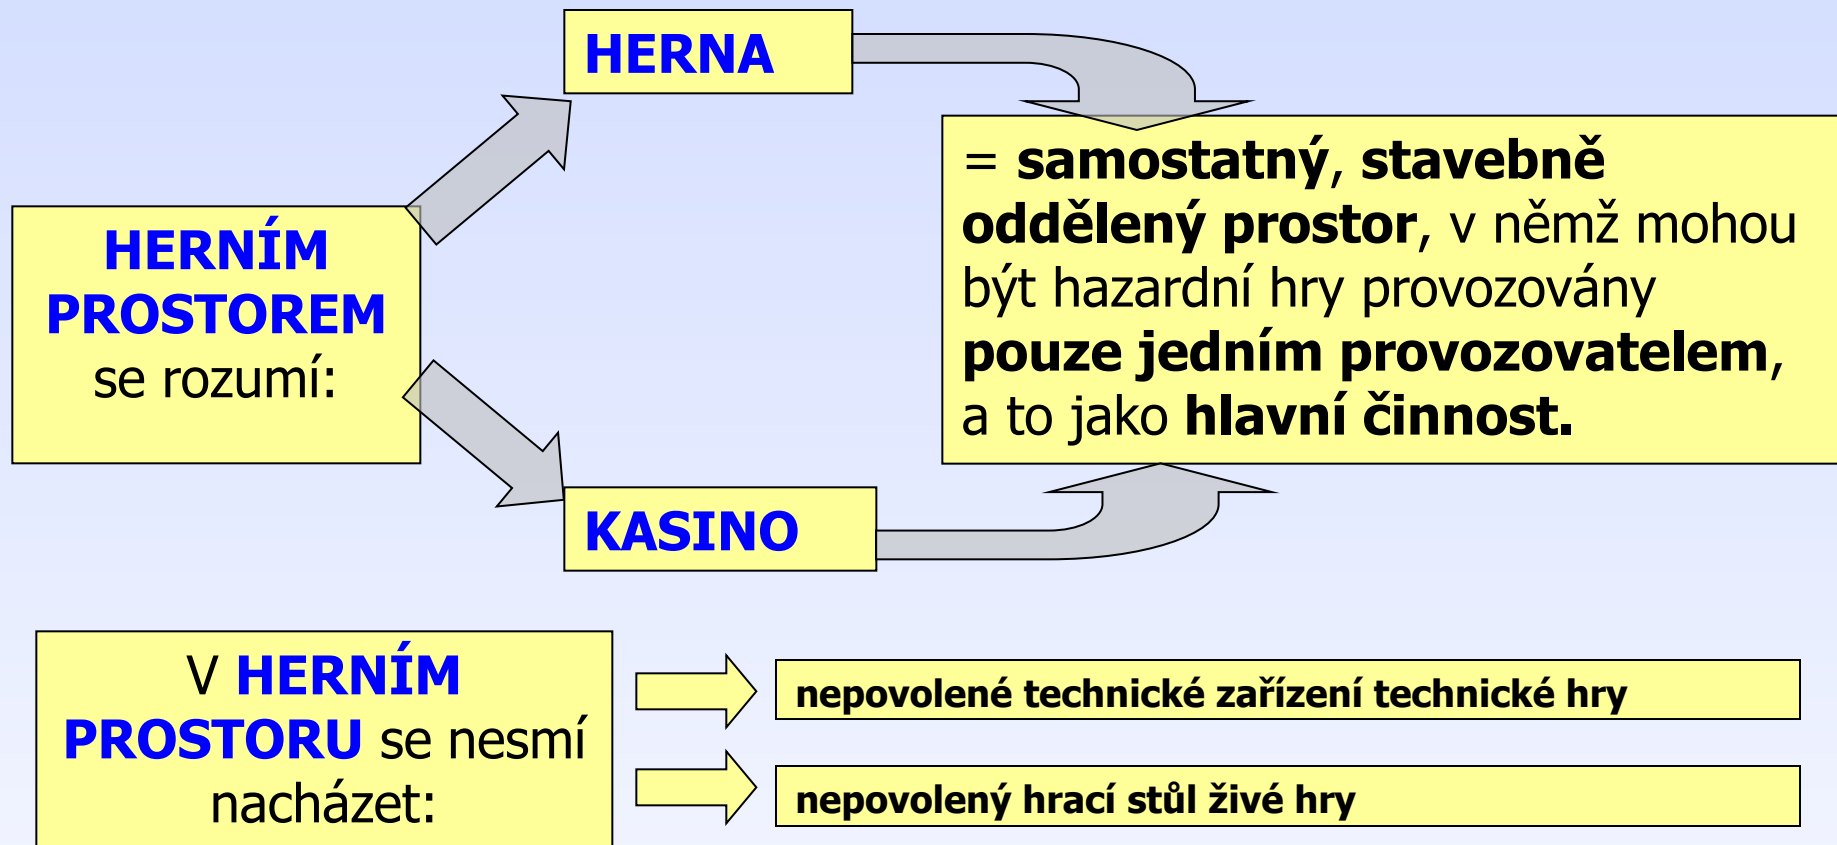 HERNA
HERNÍM
PROSTOREM
se rozumí:
= samostatný, stavebně
oddělený prostor, v němž mohou
být hazardní hry provozovány
pouze jedním provozovatelem,
a to jako hlavní činnost.
KASINO
V HERNÍM
PROSTORU se nesmí
nacházet:
nepovolené technické zařízení technické hry
nepovolený hrací stůl živé hry